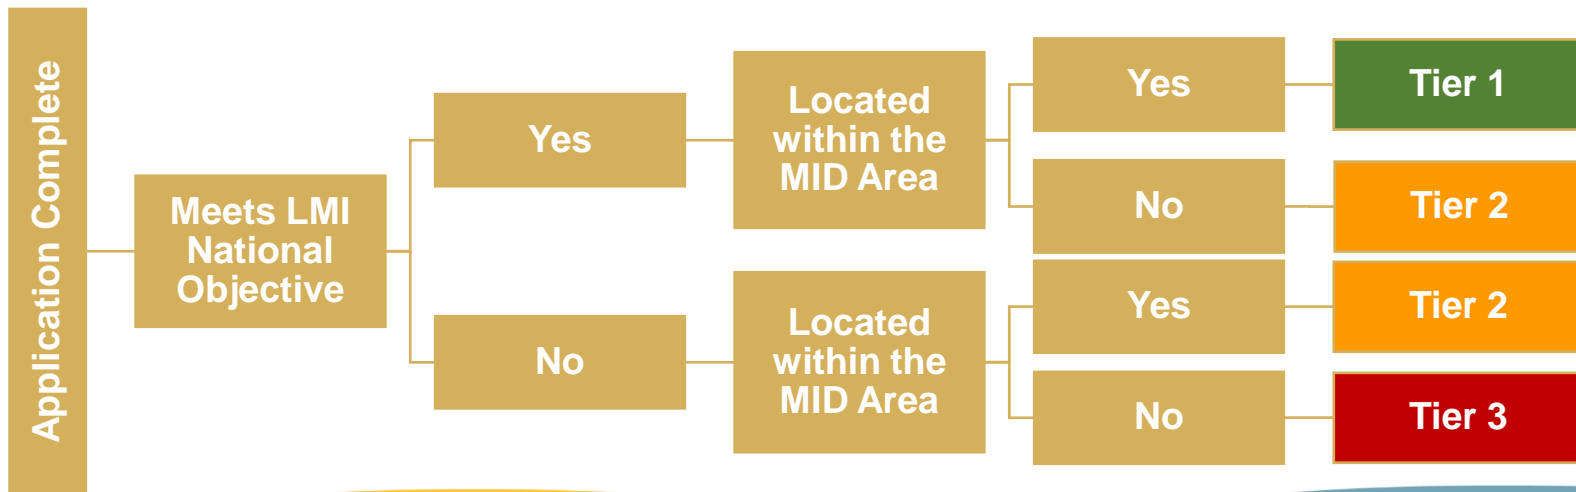 Application Complete
Meets LMI
National
Objective
Yes
Located
within the
MID Area
Yes
Tier 1
No
Tier 2
No
Located
within the
MID Area
Yes
Tier 2
No
Tier 3